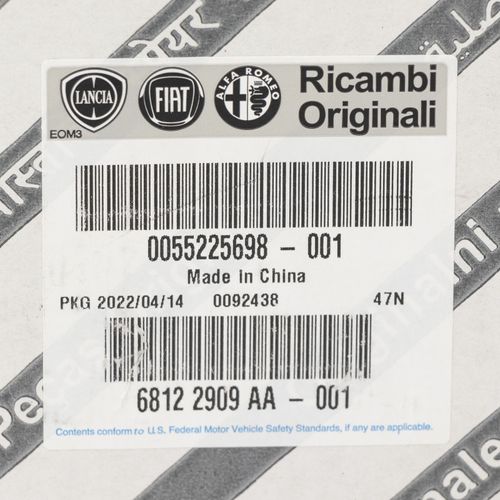 LANCIA
FIAT
ALFA ROMEO
Ricambi
Originali
EOM3
0055225698 - 001
Made In China
PKG 2022/04/14 0092438 47N
6812 2909 AA - 001
Contents conform to U.S. Federal Motor Vehicle Safety Standards, if any are applicable.